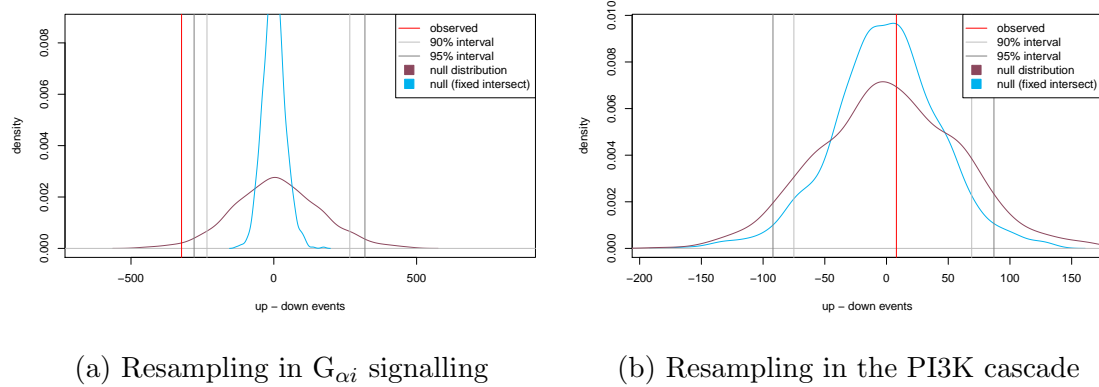 0.008
0.006
0.004
0.002
0.000
density
−500
0
500
up − down events
observed
90% interval
95% interval
null distribution
null (fixed intersect)
(a) Resampling in Gαi signalling
0.010
0.008
0.006
0.004
0.002
0.000
density
−200
−150
−100
−50
0
50
100
150
up − down events
observed
90% interval
95% interval
null distribution
null (fixed intersect)
(b) Resampling in the PI3K cascade